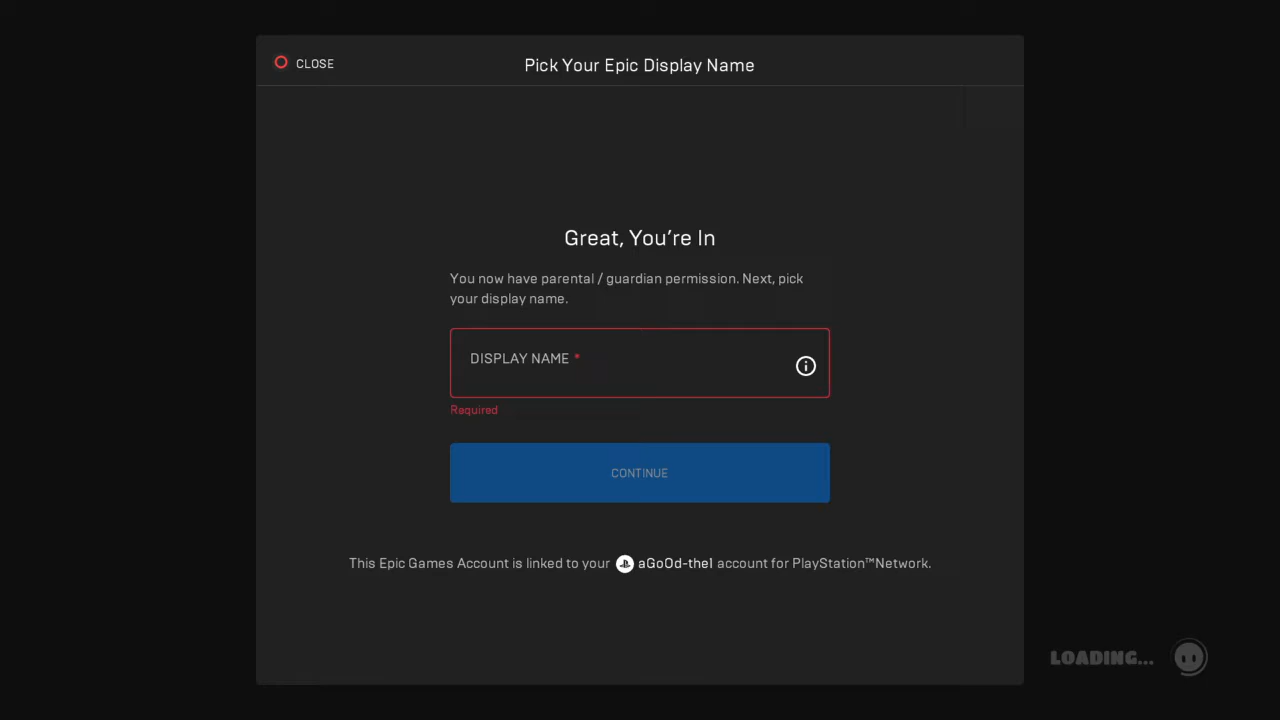 CLOSE
Pick Your Epic Display Name
Great, You're In
You now have parental / guardian permission. Next, pick
your display name.
DISPLAY NAME *
Required
CONTINUE
This Epic Games Account is linked to your aGoOd-the1 account for PlayStation™Network.
LOADING...